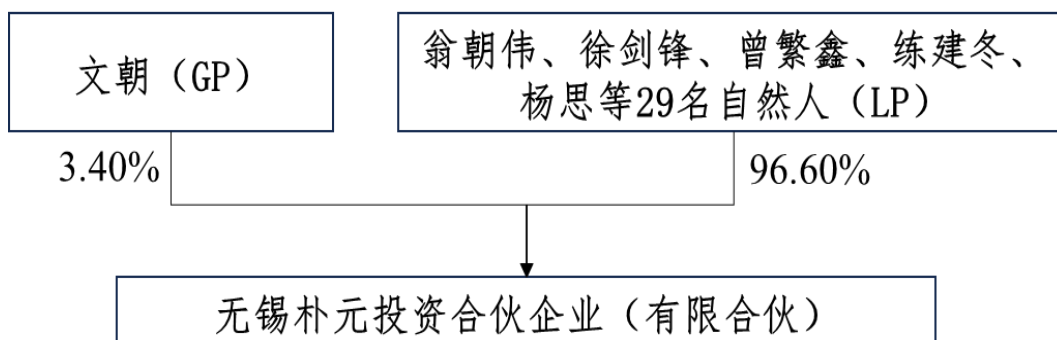 文朝（GP）
翁朝伟、徐剑锋、曾繁鑫、练建冬、
杨思等29名自然人（LP）
3.40%
96.60%
无锡朴元投资合伙企业（有限合伙）